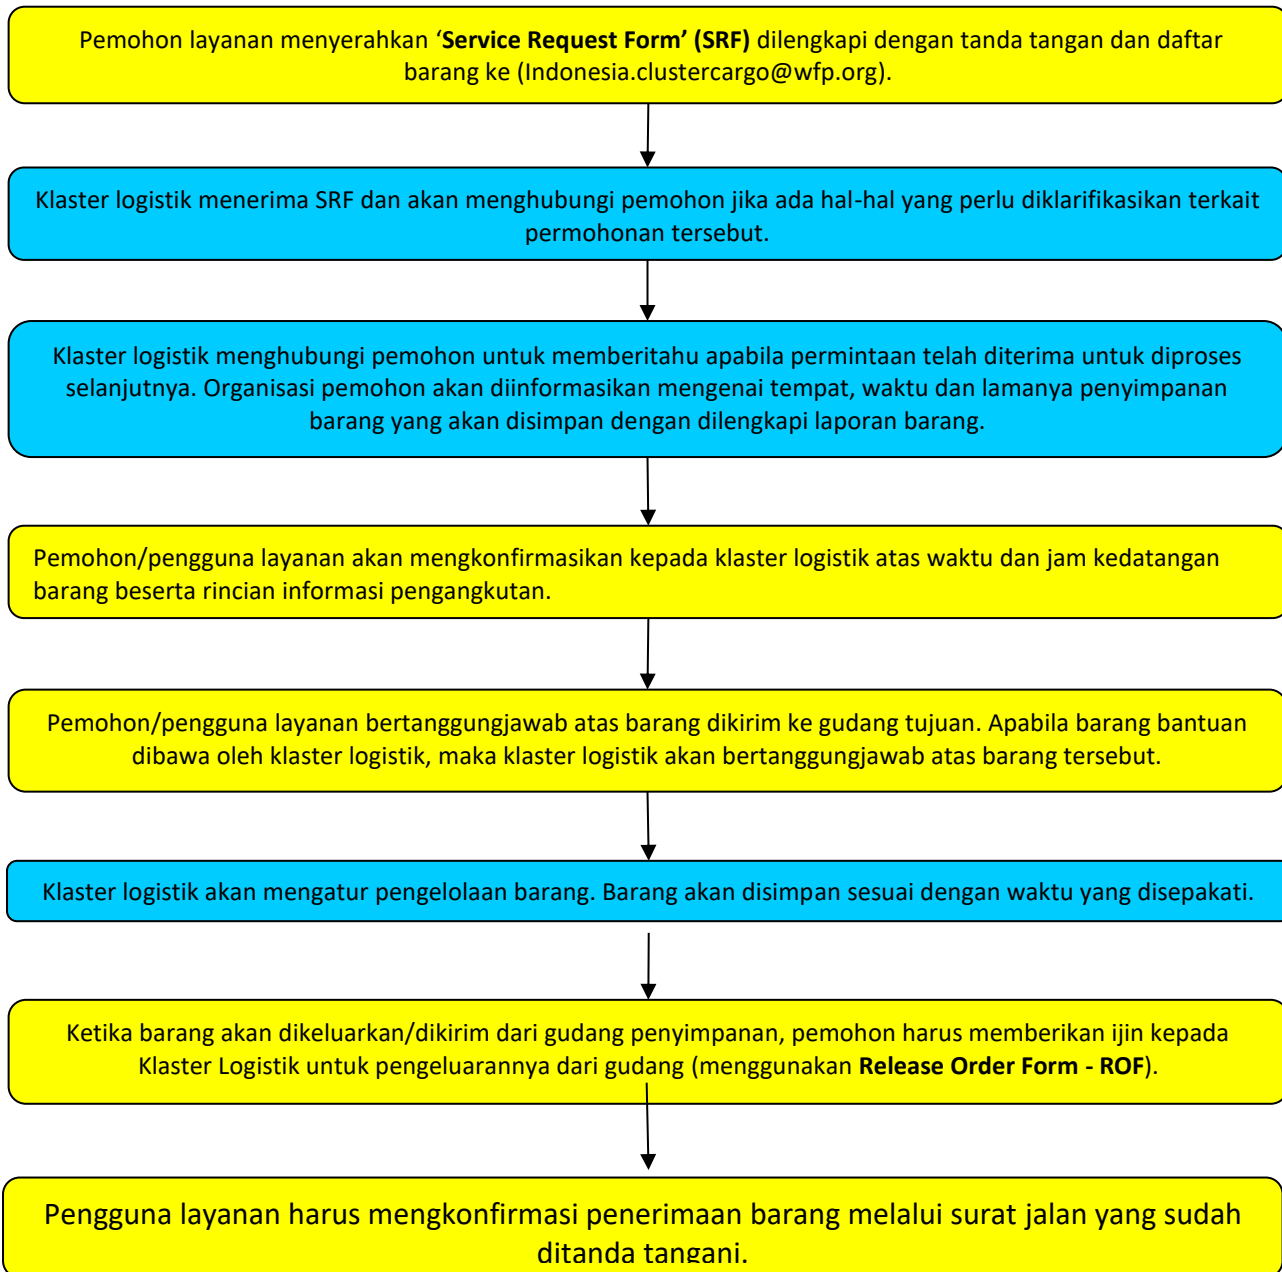 Pemohon layanan menyerahkan ‘Service Request Form’ (SRF) dilengkapi dengan tanda tangan dan daftar
barang ke (Indonesia.clustercargo@wfp.org).
Klaster logistik menerima SRF dan akan menghubungi pemohon jika ada hal-hal yang perlu diklarifikasikan terkait
permohonan tersebut.
Klaster logistik menghubungi pemohon untuk memberitahu apabila permintaan telah diterima untuk diproses
selanjutnya. Organisasi pemohon akan diinformasikan mengenai tempat, waktu dan lamanya penyimpanan
barang yang akan disimpan dengan dilengkapi laporan barang.
Pemohon/pengguna layanan akan mengkonfirmasikan kepada klaster logistik atas waktu dan jam kedatangan
barang beserta rincian informasi pengangkutan.
Pemohon/pengguna layanan bertanggungjawab atas barang dikirim ke gudang tujuan. Apabila barang bantuan
dibawa oleh klaster logistik, maka klaster logistik akan bertanggungjawab atas barang tersebut.
Klaster logistik akan mengatur pengelolaan barang. Barang akan disimpan sesuai dengan waktu yang disepakati.
Ketika barang akan dikeluarkan/dikirim dari gudang penyimpanan, pemohon harus memberikan ijin kepada
Klaster Logistik untuk pengeluarannya dari gudang (menggunakan Release Order Form - ROF).
Pengguna layanan harus mengkonfirmasi penerimaan barang melalui surat jalan yang sudah
ditanda tangani.